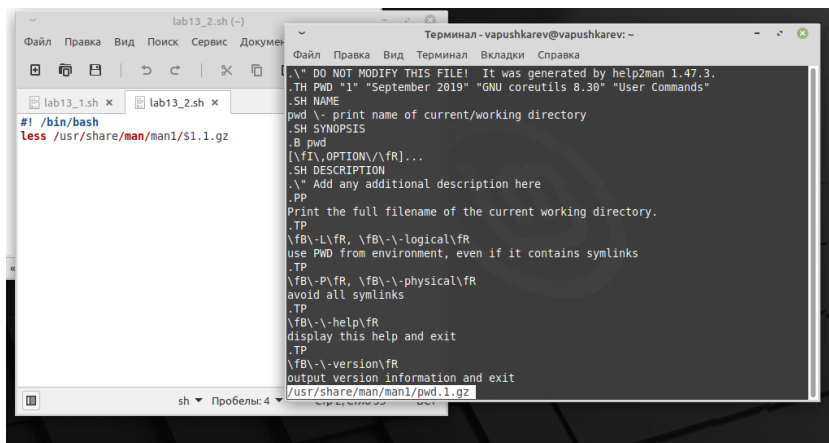 lab13_2.sh (~)
Файл Правка Вид Поиск Сервис Докумен
lab13_1.sh × lab13_2.sh ×
#! /bin/bash
less /usr/share/man/man1/$1.1.gz
sh Пробелы: 4
Терминал - vapushkarev@vapushkarev: ~
Файл Правка Вид Терминал Вкладки Справка
.\" DO NOT MODIFY THIS FILE!  It was generated by help2man 1.47.3.
.TH PWD "1" "September 2019" "GNU coreutils 8.30" "User Commands"
.SH NAME
pwd \- print name of current/working directory
.SH SYNOPSIS
.B pwd
[\fI\,OPTION\/\fR]...
.SH DESCRIPTION
.\" Add any additional description here
.PP
Print the full filename of the current working directory.
.TP
\fB\-L\fR, \fB\-\-logical\fR
use PWD from environment, even if it contains symlinks
.TP
\fB\-P\fR, \fB\-\-physical\fR
avoid all symlinks
.TP
\fB\-\-help\fR
display this help and exit
.TP
\fB\-\-version\fR
output version information and exit
/usr/share/man/man1/pwd.1.gz